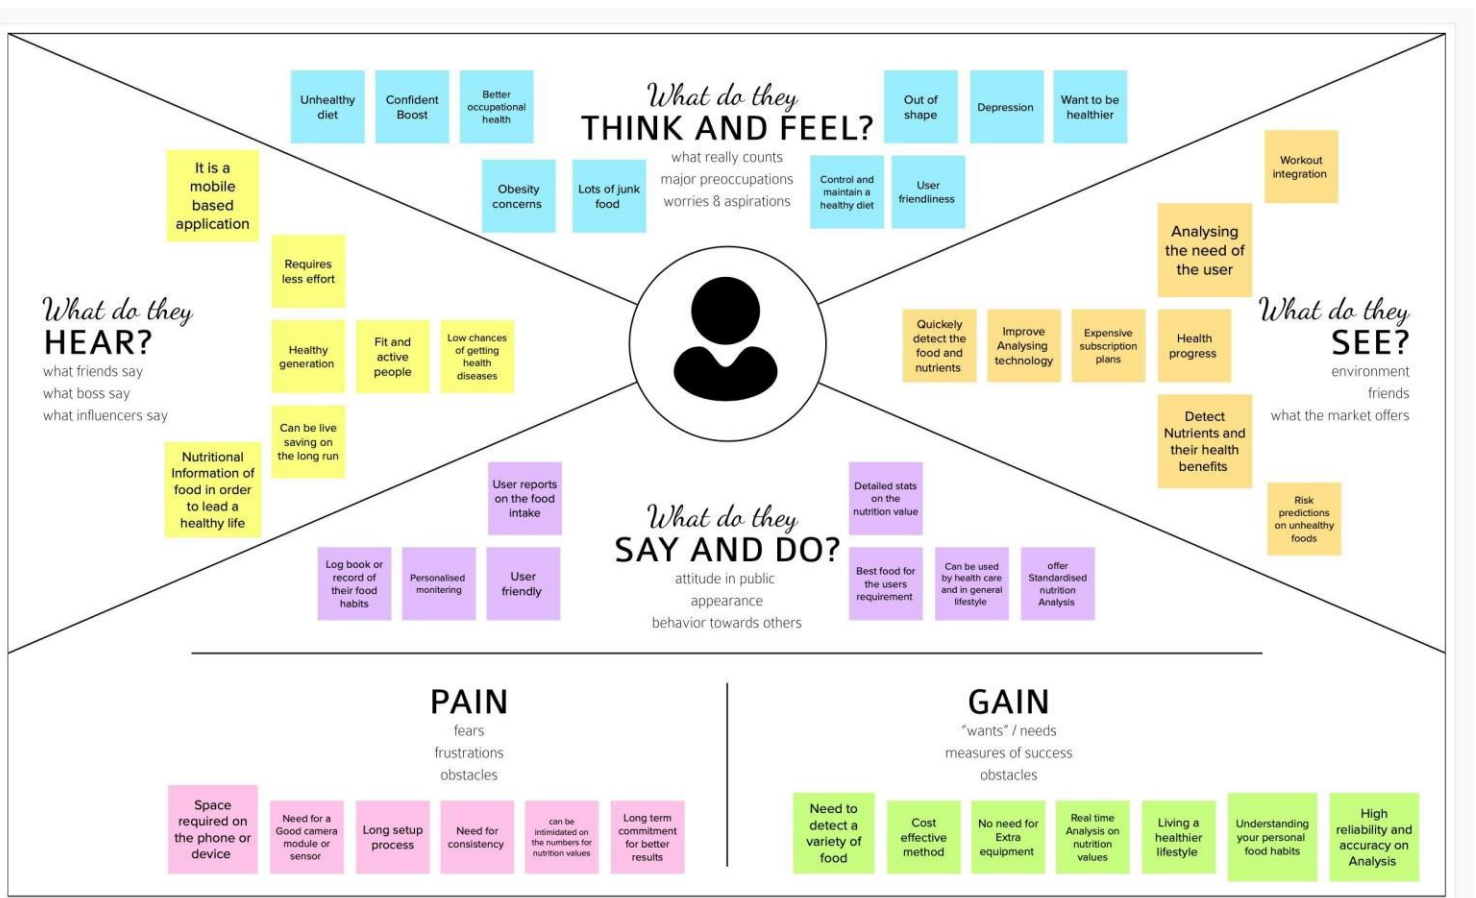 What do they
THINK AND FEEL?
what really counts
major preoccupations
worries & aspirations
Unhealthy
diet
Confident
Boost
Better
occupational
health
Obesity
concerns
Lots of junk
food
Out of
shape
Depression
Want to be
healthier
Control and
maintain a
healthy diet
User
friendliness
What do they
HEAR?
what friends say
what boss say
what influencers say
It is a
mobile
based
application
Requires
less effort
Healthy
generation
Fit and
active
people
Low chances
of getting
health
diseases
Can be live
saving on
the long run
Nutritional
Information of
food in order
to lead a
healthy life
What do they
SEE?
environment
friends
what the market offers
Workout
integration
Analysing
the need of
the user
Quickely
detect the
food and
nutrients
Improve
Analysing
technology
Expensive
subscription
plans
Health
progress
Detect
Nutrients and
their health
benefits
Risk
predictions
on unhealthy
foods
What do they
SAY AND DO?
attitude in public
appearance
behavior towards others
User reports
on the food
intake
Log book or
record of
their food
habits
Personalised
monitering
User
friendly
Detailed stats
on the
nutrition value
Best food for
the users
requirement
Can be used
by health care
and in general
lifestyle
offer
Standardised
nutrition
Analysis
PAIN
fears
frustrations
obstacles
Space
required on
the phone or
device
Need for a
Good camera
module or
sensor
Long setup
process
Need for
consistency
can be
intimidated on
the numbers for
nutrition values
Long term
commitment
for better
results
GAIN
"wants" / needs
measures of success
obstacles
Need to
detect a
variety of
food
Cost
effective
method
No need for
Extra
equipment
Real time
Analysis on
nutrition
values
Living a
healthier
lifestyle
Understanding
your personal
food habits
High
reliability and
accuracy on
Analysis